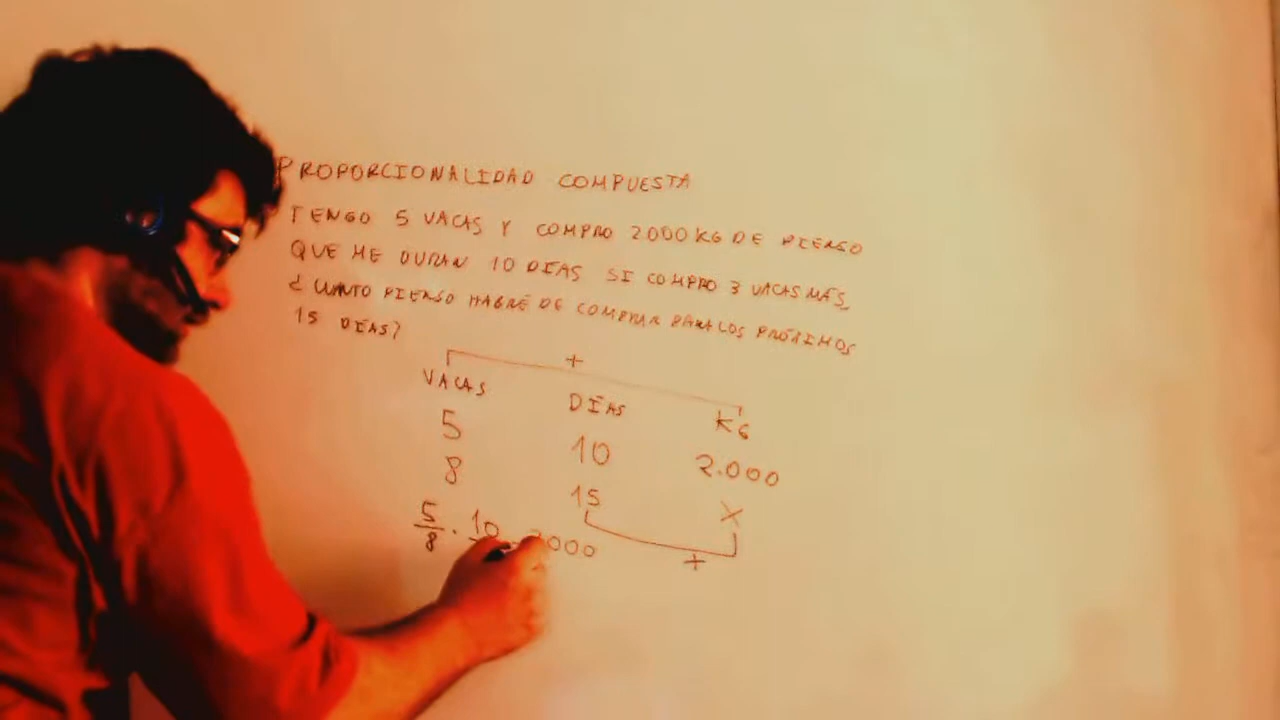 PROPORCIONALIDAD COMPUESTA
TENGO 5 VACAS Y COMPRO 2000 KG DE PIENSO
QUE ME DURAN 10 DÍAS SI COMPRO 3 VACAS MÁS
¿CUANTO PIENSO HABRÉ DE COMPRAR PARA LOS PRÓXIMOS
15 DÍAS?
+
VACAS DÍAS KG
5 10 2.000
8 15 X
+
5/8 · 10 2000